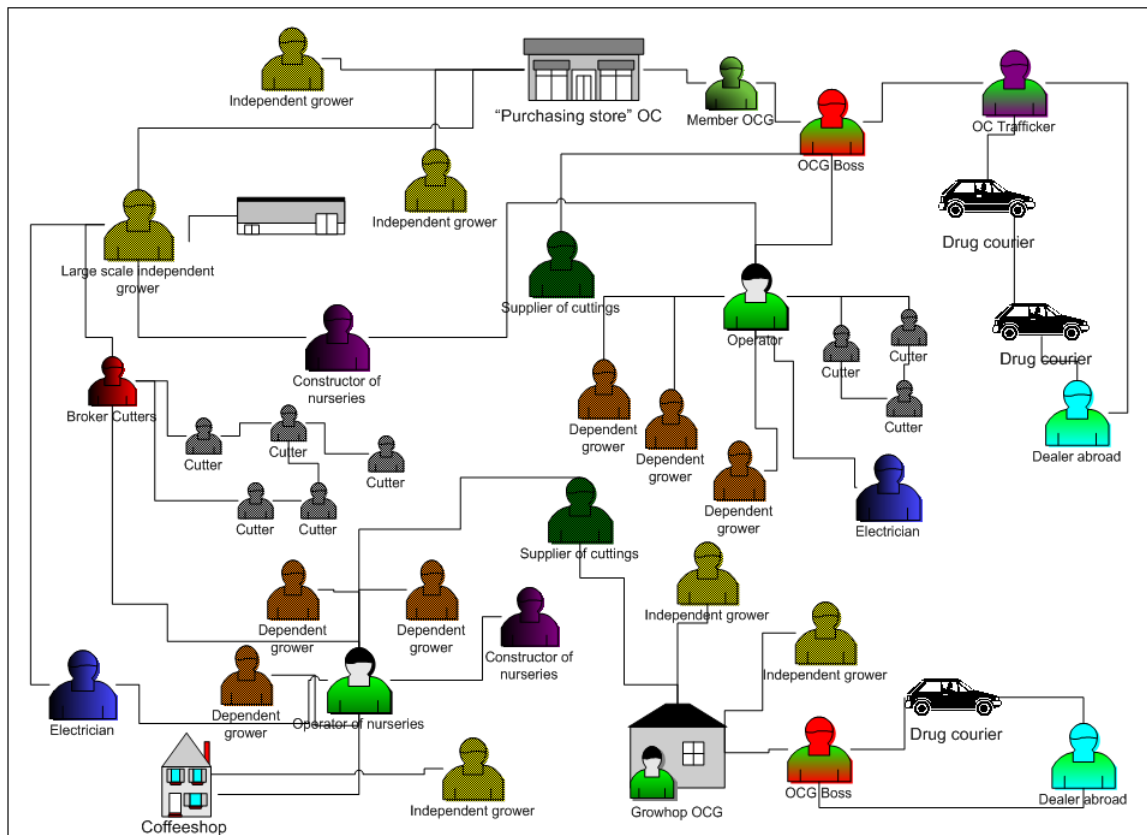 Independent grower
"Purchasing store" OC
Member OCG
OCG Boss
OC Trafficker
Independent grower
Drug courier
Large scale independent
grower
Supplier of cuttings
Operator
Drug courier
Cutter
Cutter
Cutter
Constructor of
nurseries
Broker Cutters
Dependent
grower
Dependent
grower
Dependent
grower
Dealer abroad
Cutter
Cutter
Cutter
Cutter
Cutter
Electrician
Supplier of cuttings
Independent grower
Dependent
grower
Dependent
grower
Constructor of
nurseries
Independent grower
Electrician
Dependent
grower
Operator of nurseries
Drug courier
Coffeeshop
Independent grower
Growhop OCG
OCG Boss
Dealer abroad